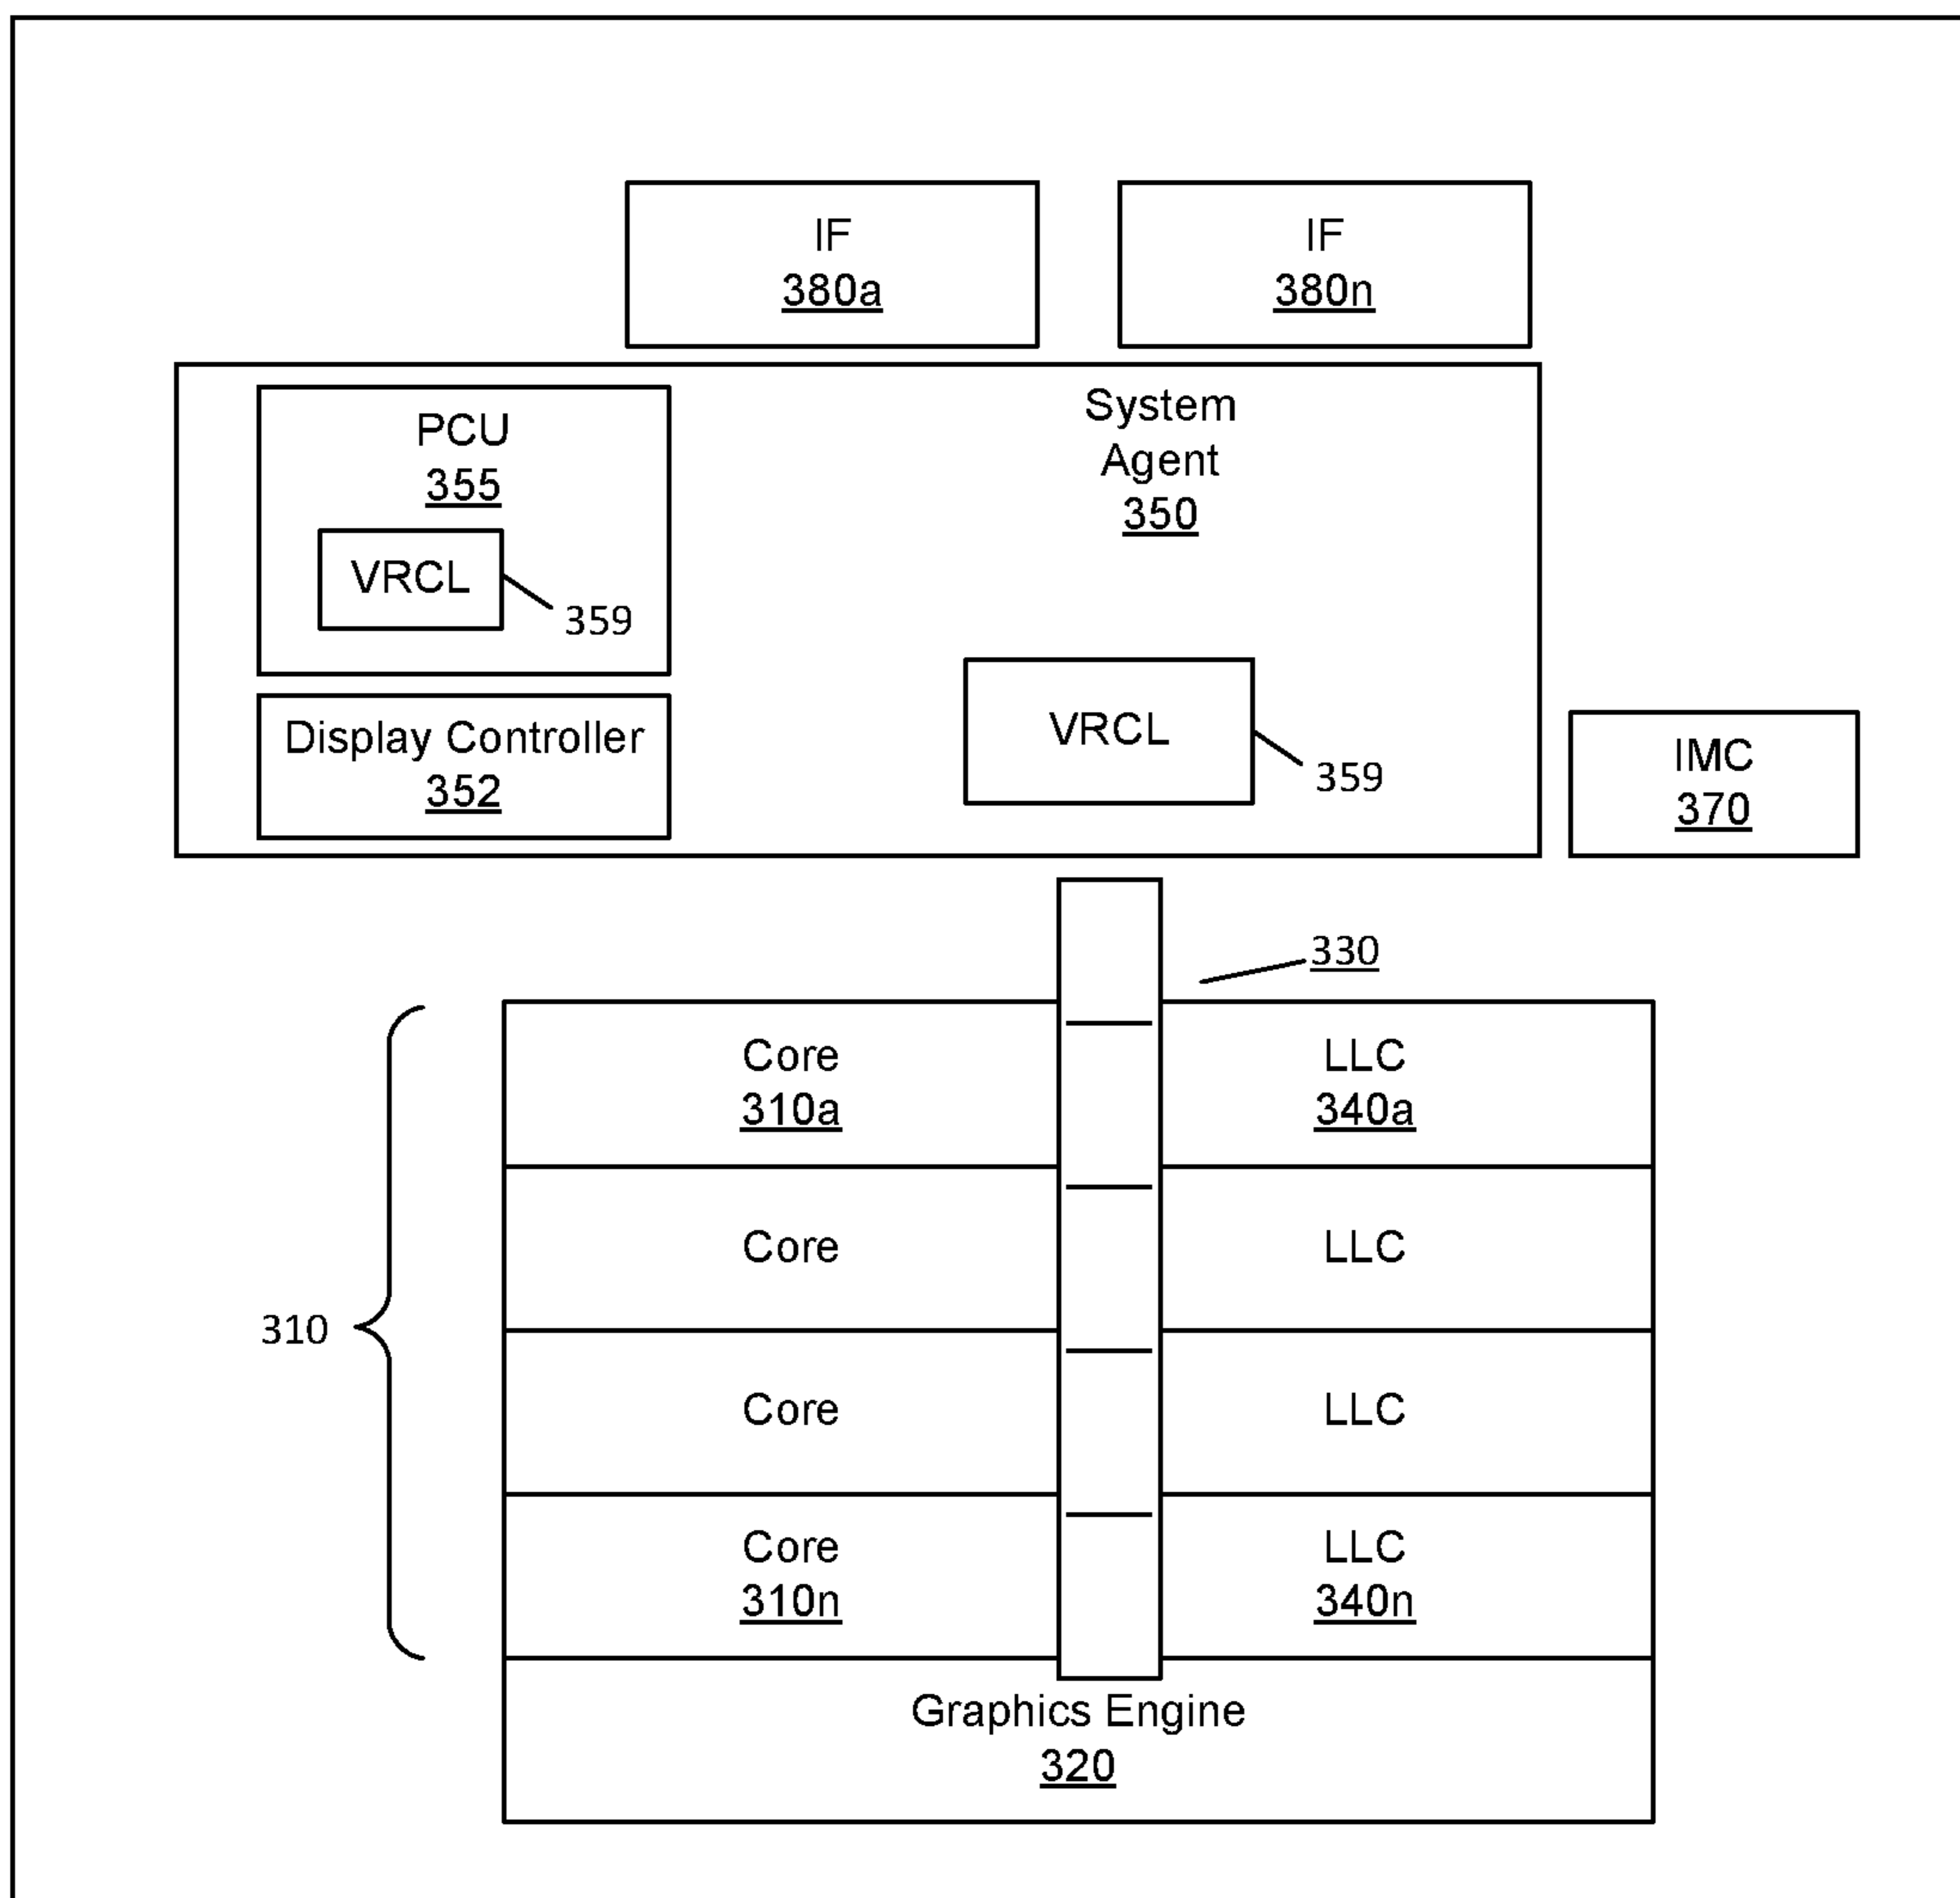 IF
380a
IF
380n
PCU
355
VRCL
359
Display Controller
352
System
Agent
350
VRCL
359
IMC
370
330
310
Core
310a
LLC
340a
Core
LLC
Core
LLC
Core
310n
LLC
340n
Graphics Engine
320